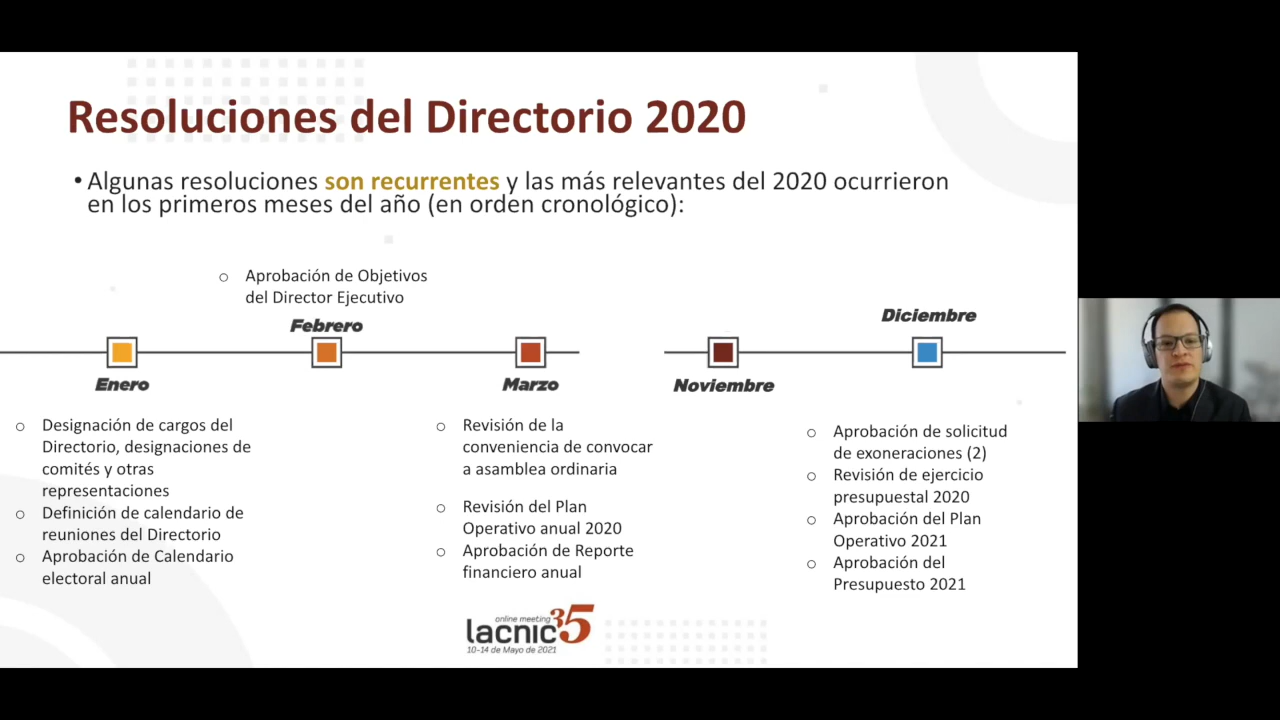 Resoluciones del Directorio 2020
• Algunas resoluciones son recurrentes y las más relevantes del 2020 ocurrieron
en los primeros meses del año (en orden cronológico):
o Aprobación de Objetivos
del Director Ejecutivo
Febrero
Diciembre
Enero
Marzo
Noviembre
o Designación de cargos del
Directorio, designaciones de
comités y otras
representaciones
o Definición de calendario de
reuniones del Directorio
o Aprobación de Calendario
electoral anual
o Revisión de la
conveniencia de convocar
a asamblea ordinaria
o Revisión del Plan
Operativo anual 2020
o Aprobación de Reporte
financiero anual
o Aprobación de solicitud
de exoneraciones (2)
o Revisión de ejercicio
presupuestal 2020
o Aprobación del Plan
Operativo 2021
o Aprobación del
Presupuesto 2021
online meeting
lacnic35
10-14 de Mayo de 2021